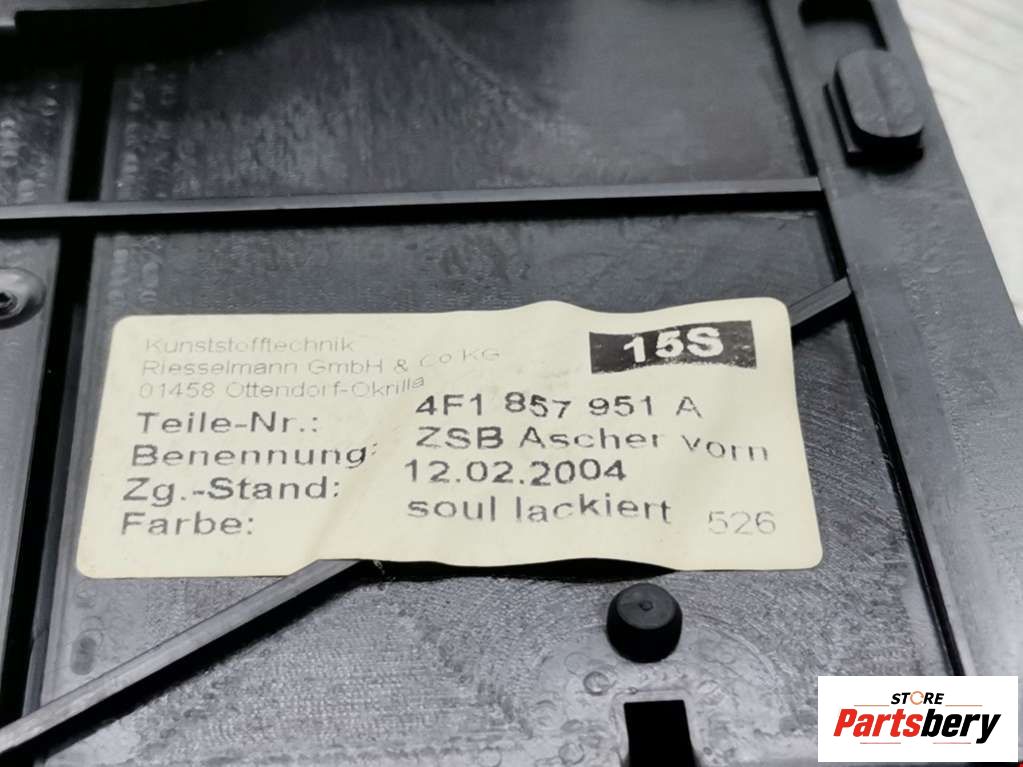 Kunststofftechnik
Riesselmann GmbH & Co KG
01458 Ottendorf-Okrilla
15S
Teile-Nr.: 4F1 857 951 A
Benennung: ZSB Ascher vorn
Zg.-Stand: 12.02.2004
Farbe: soul lackiert 526
STORE
Partsbery